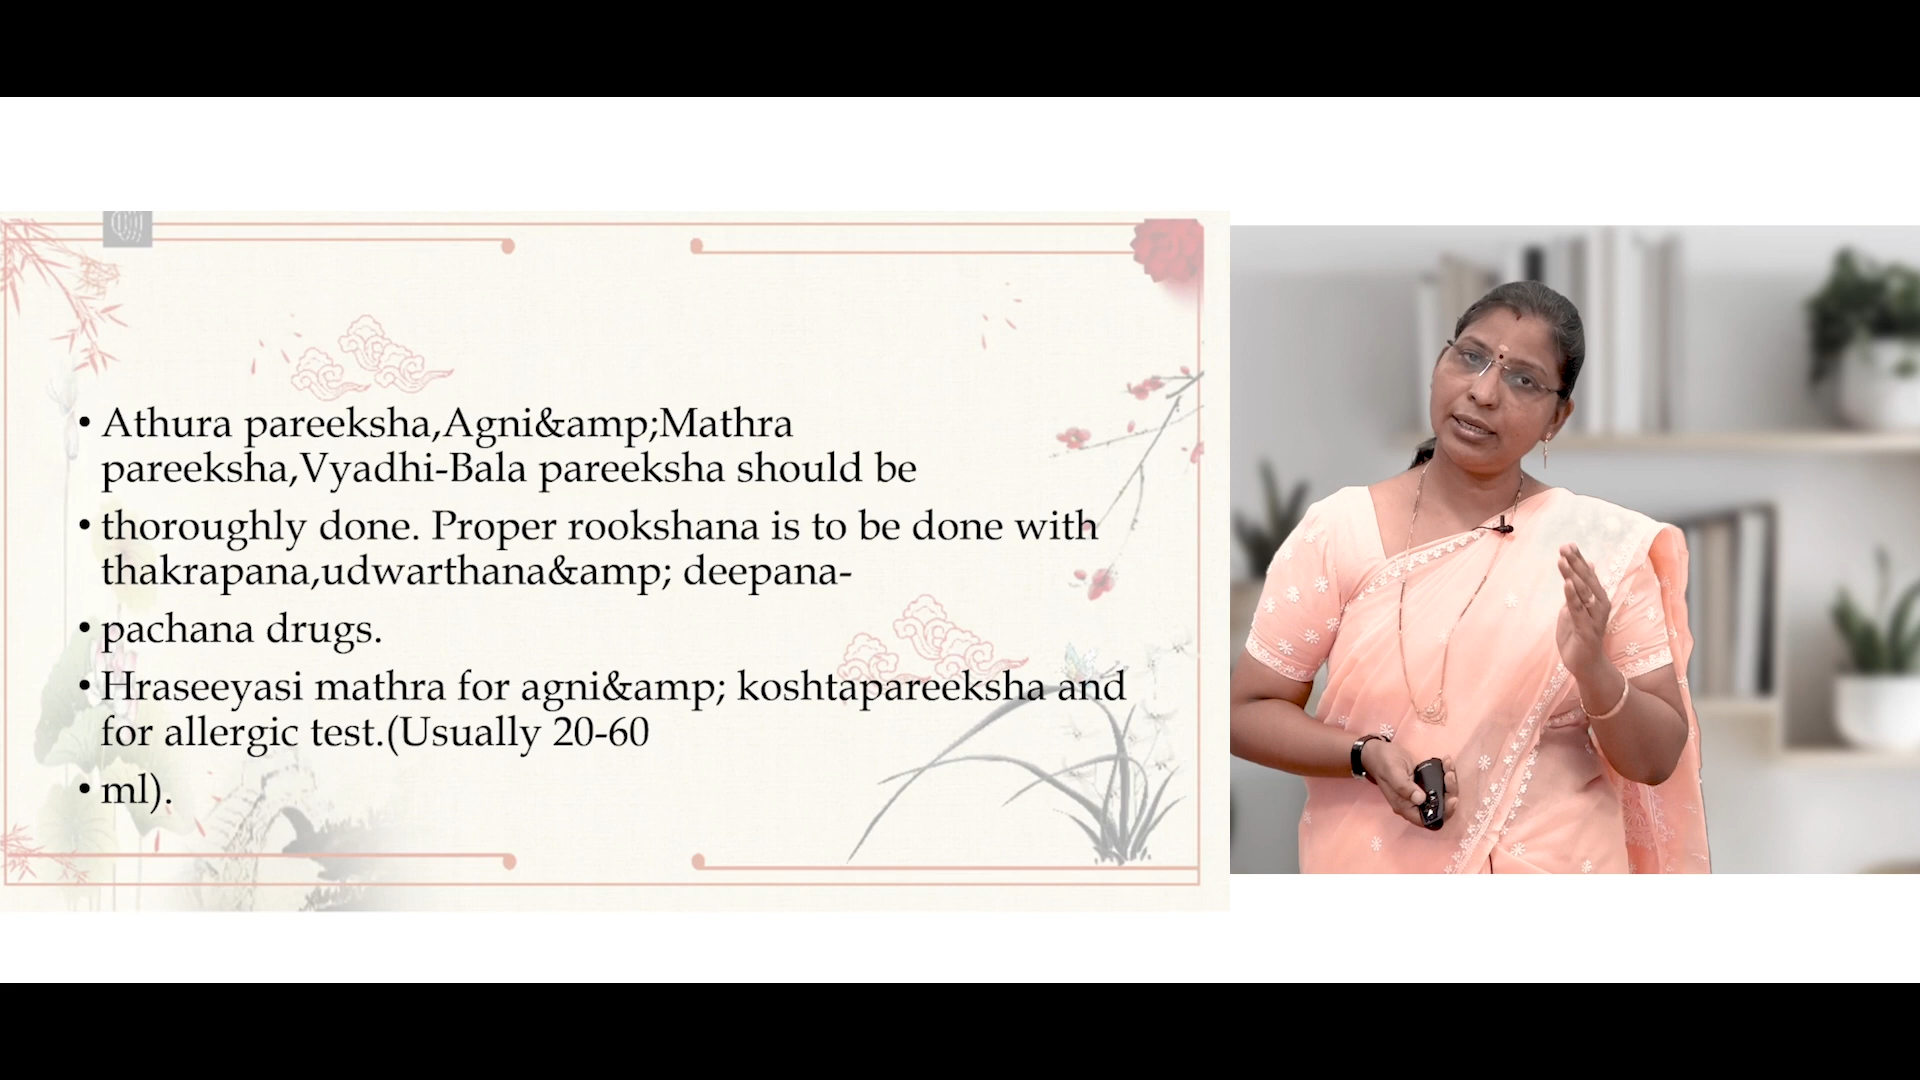 • Athura pareeksha,Agni&amp;Mathra
pareeksha,Vyadhi-Bala pareeksha should be
• thoroughly done. Proper rookshana is to be done with
thakrapana,udwarthana&amp; deepana-
• pachana drugs.
• Hraseeyasi mathra for agni&amp; koshtapareeksha and
for allergic test.(Usually 20-60
• ml).